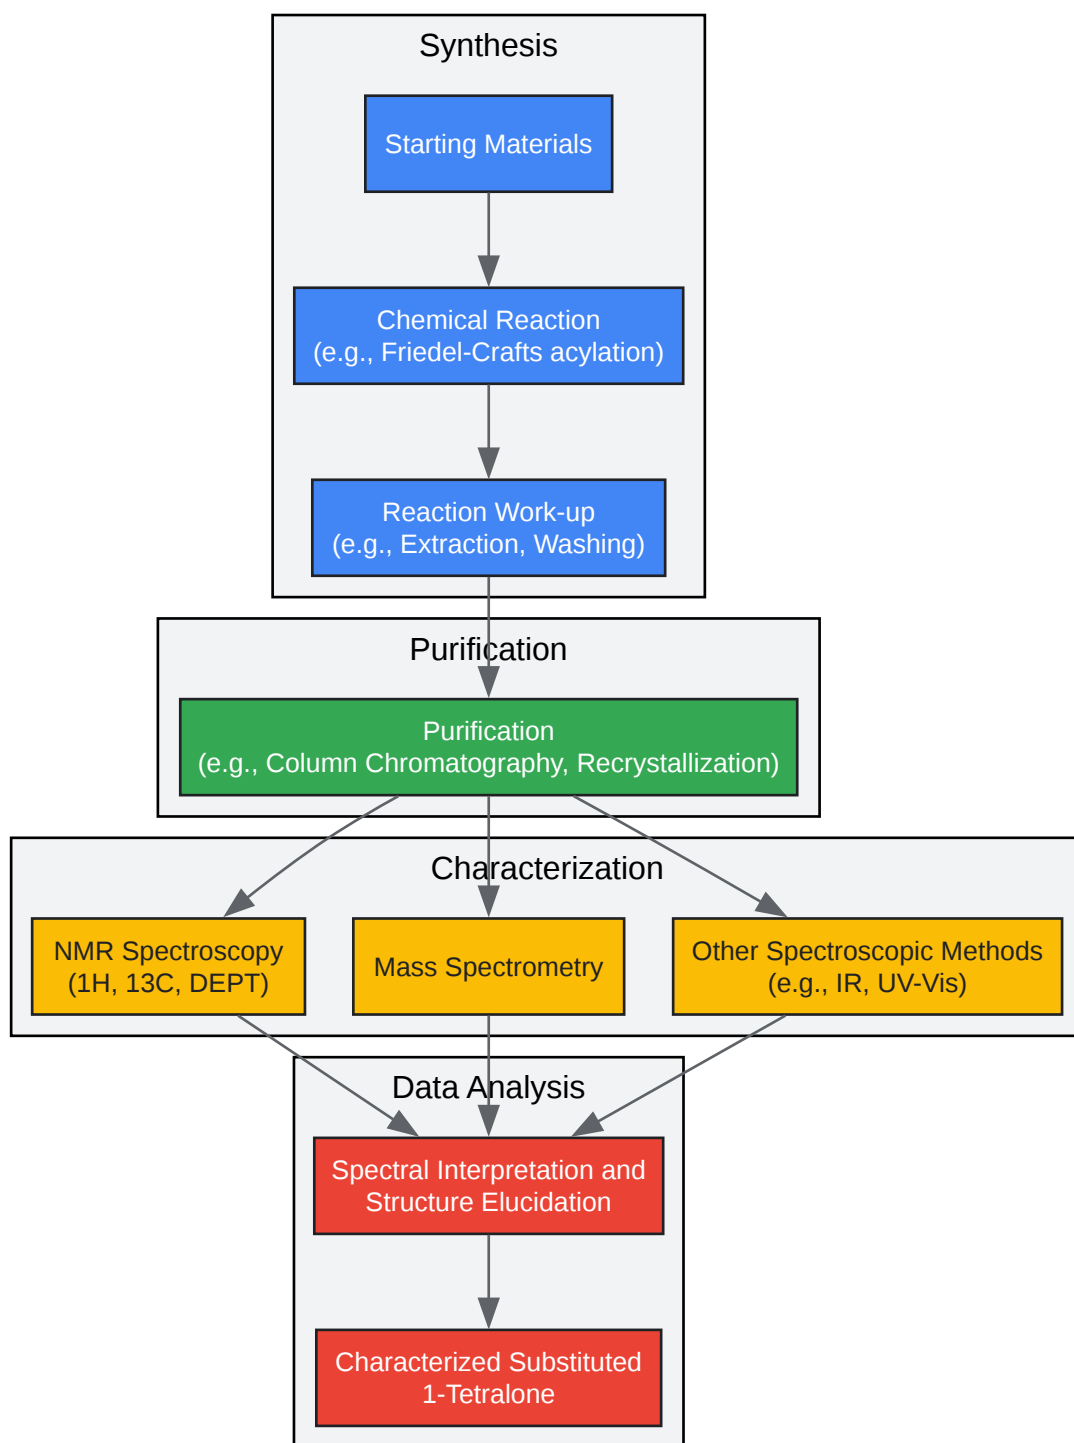 Synthesis
Starting Materials
Chemical Reaction
(e.g., Friedel-Crafts acylation)
Reaction Work-up
(e.g., Extraction, Washing)
Purification
Purification
(e.g., Column Chromatography, Recrystallization)
Characterization
NMR Spectroscopy
(1H, 13C, DEPT)
Mass Spectrometry
Other Spectroscopic Methods
(e.g., IR, UV-Vis)
Data Analysis
Spectral Interpretation and
Structure Elucidation
Characterized Substituted
1-Tetralone